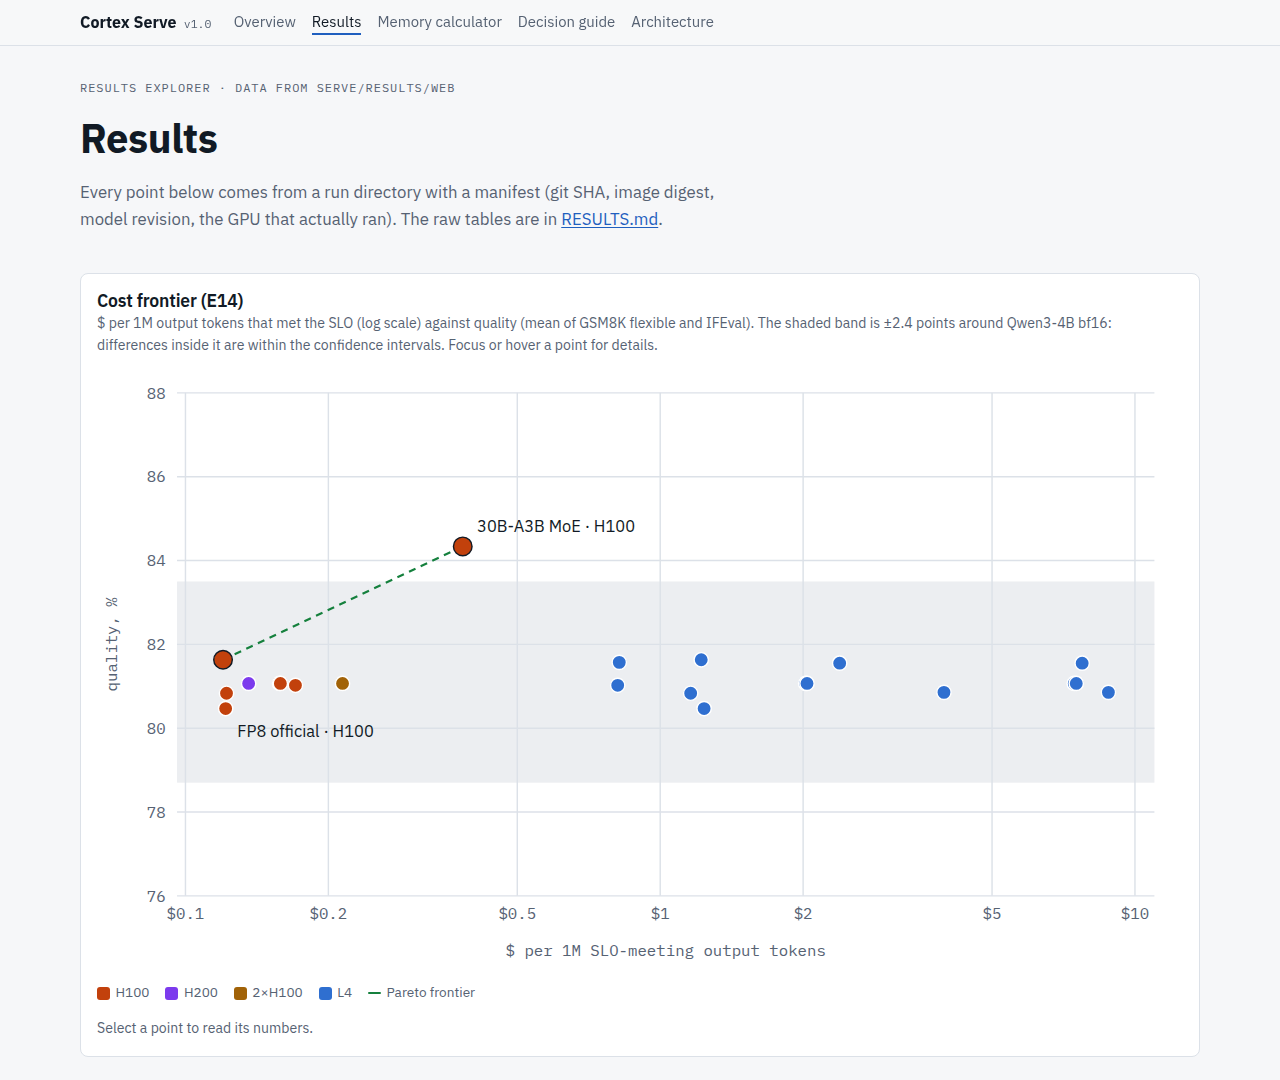 Cortex Serve v1.0 Overview Results Memory calculator Decision guide Architecture
RESULTS EXPLORER · DATA FROM SERVE/RESULTS/WEB
Results
Every point below comes from a run directory with a manifest (git SHA, image digest,
model revision, the GPU that actually ran). The raw tables are in RESULTS.md.
Cost frontier (E14)
$ per 1M output tokens that met the SLO (log scale) against quality (mean of GSM8K flexible and IFEval). The shaded band is ±2.4 points around Qwen3-4B bf16:
differences inside it are within the confidence intervals. Focus or hover a point for details.
88
86
30B-A3B MoE · H100
84
quality, %
82
FP8 official · H100
80
78
76
$0.1 $0.2 $0.5 $1 $2 $5 $10
$ per 1M SLO-meeting output tokens
H100 H200 2×H100 L4 Pareto frontier
Select a point to read its numbers.